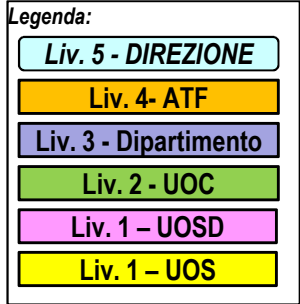 Legenda:
Liv. 5 - DIREZIONE
Liv. 4- ATF
Liv. 3 - Dipartimento
Liv. 2 - UOC
Liv. 1 – UOSD
Liv. 1 – UOS